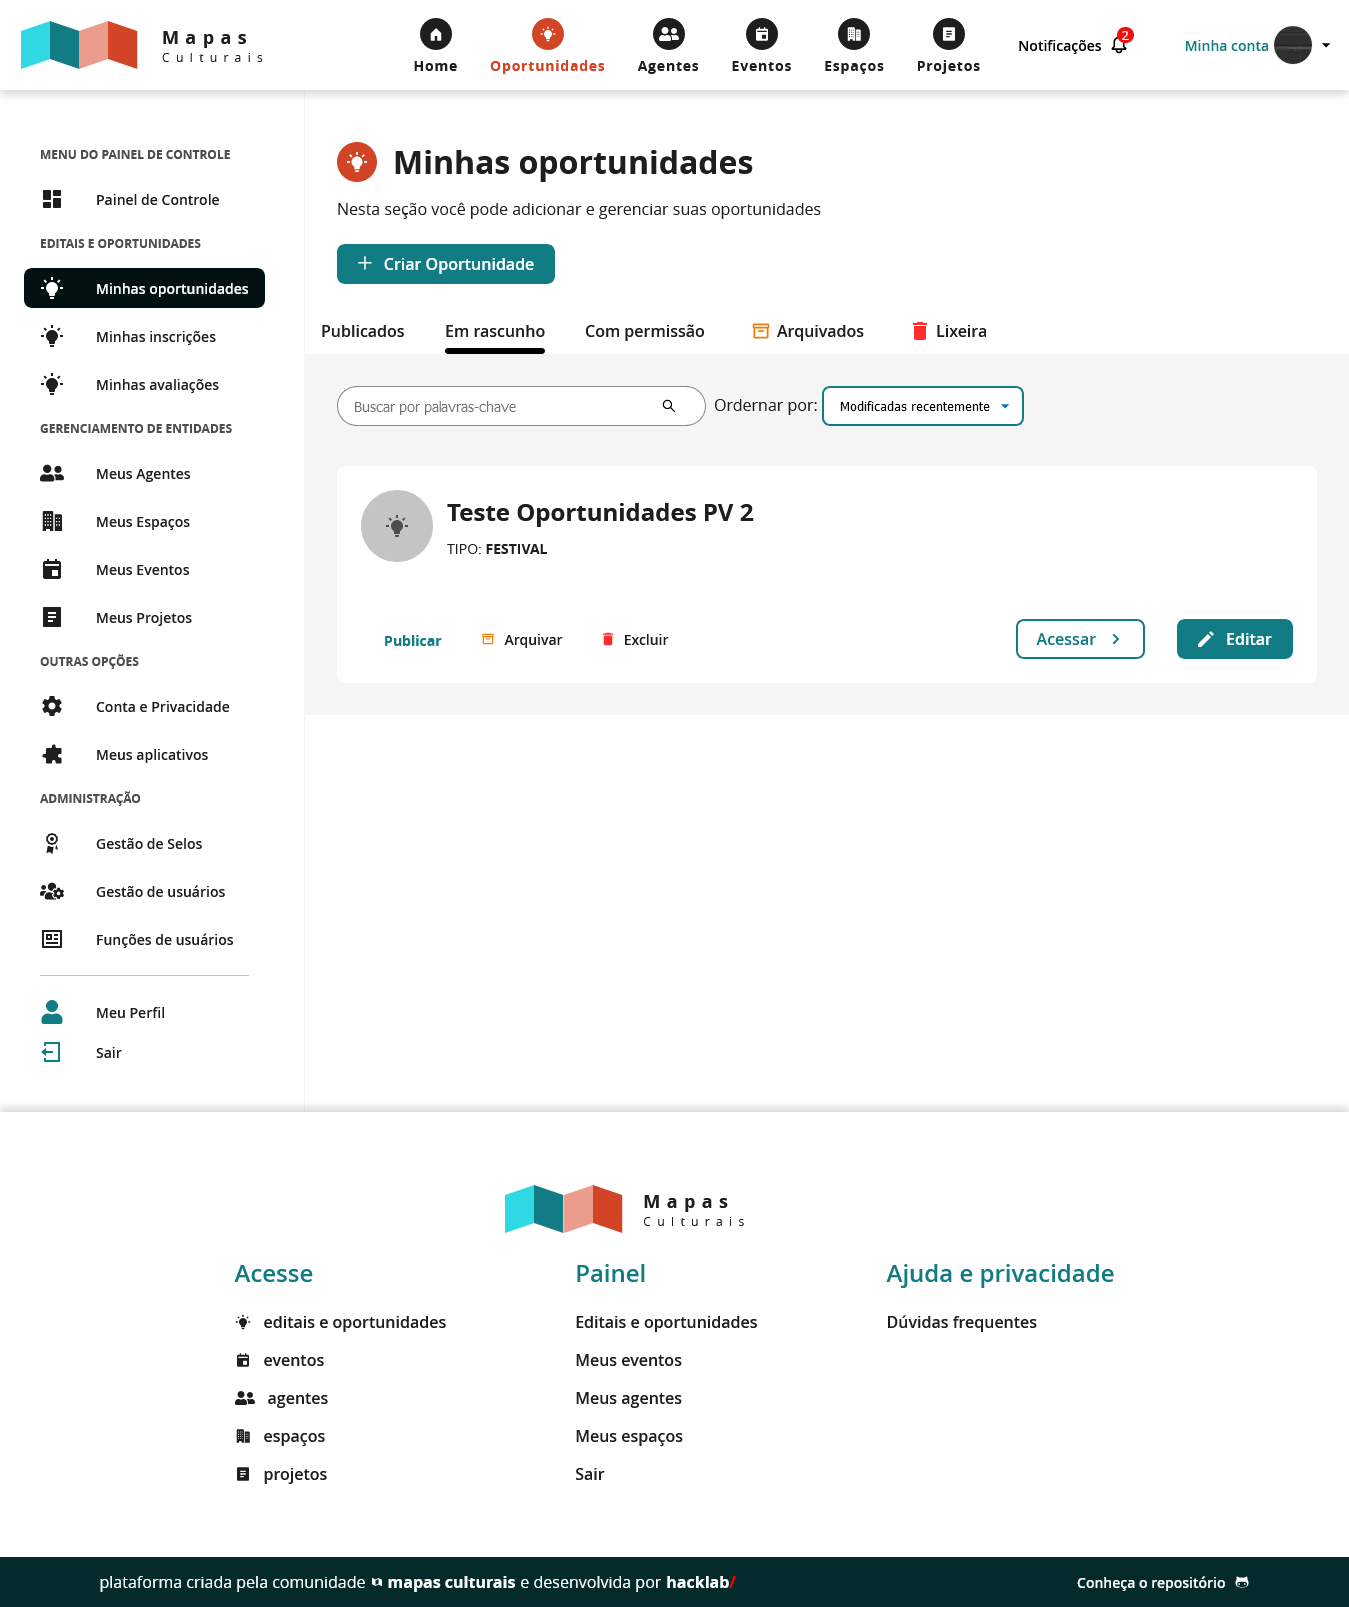 Mapas
Culturais
Home
Oportunidades
Agentes
Eventos
Espaços
Projetos
Notificações
2
Minha conta
MENU DO PAINEL DE CONTROLE
Painel de Controle
EDITAIS E OPORTUNIDADES
Minhas oportunidades
Minhas inscrições
Minhas avaliações
GERENCIAMENTO DE ENTIDADES
Meus Agentes
Meus Espaços
Meus Eventos
Meus Projetos
OUTRAS OPÇÕES
Conta e Privacidade
Meus aplicativos
ADMINISTRAÇÃO
Gestão de Selos
Gestão de usuários
Funções de usuários
Meu Perfil
Sair
Minhas oportunidades
Nesta seção você pode adicionar e gerenciar suas oportunidades
Criar Oportunidade
Publicados
Em rascunho
Com permissão
Arquivados
Lixeira
Buscar por palavras-chave
Ordernar por:
Modificadas recentemente
Teste Oportunidades PV 2
TIPO: FESTIVAL
Publicar
Arquivar
Excluir
Acessar
Editar
Mapas
Culturais
Acesse
editais e oportunidades
eventos
agentes
espaços
projetos
Painel
Editais e oportunidades
Meus eventos
Meus agentes
Meus espaços
Sair
Ajuda e privacidade
Dúvidas frequentes
plataforma criada pela comunidade mapas culturais e desenvolvida por hacklab/
Conheça o repositório